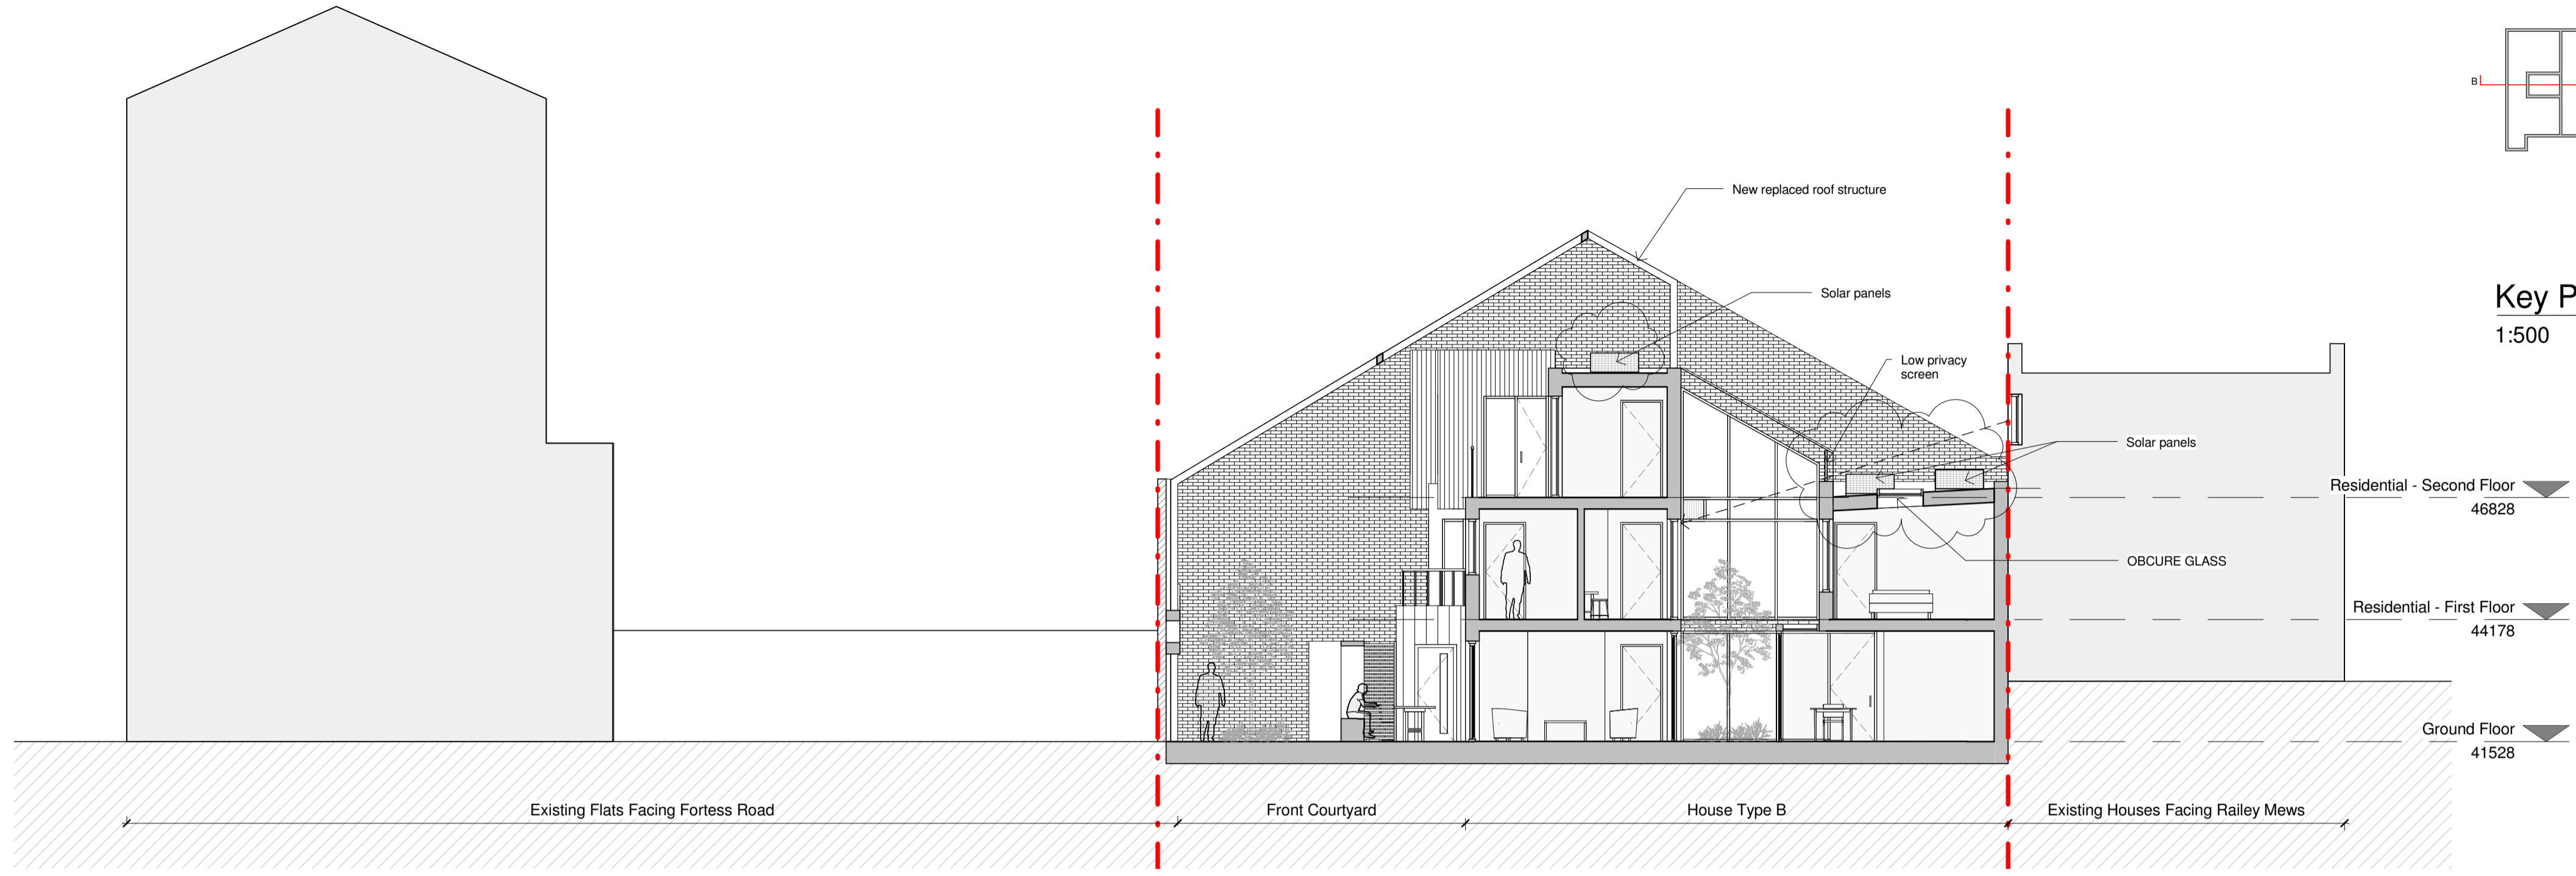 B
New replaced roof structure
Solar panels
Key P
1:500
Low privacy
screen
Solar panels
Residential - Second Floor
46828
OBCURE GLASS
Residential - First Floor
44178
Ground Floor
41528
Existing Flats Facing Fortess Road
Front Courtyard
House Type B
Existing Houses Facing Railey Mews